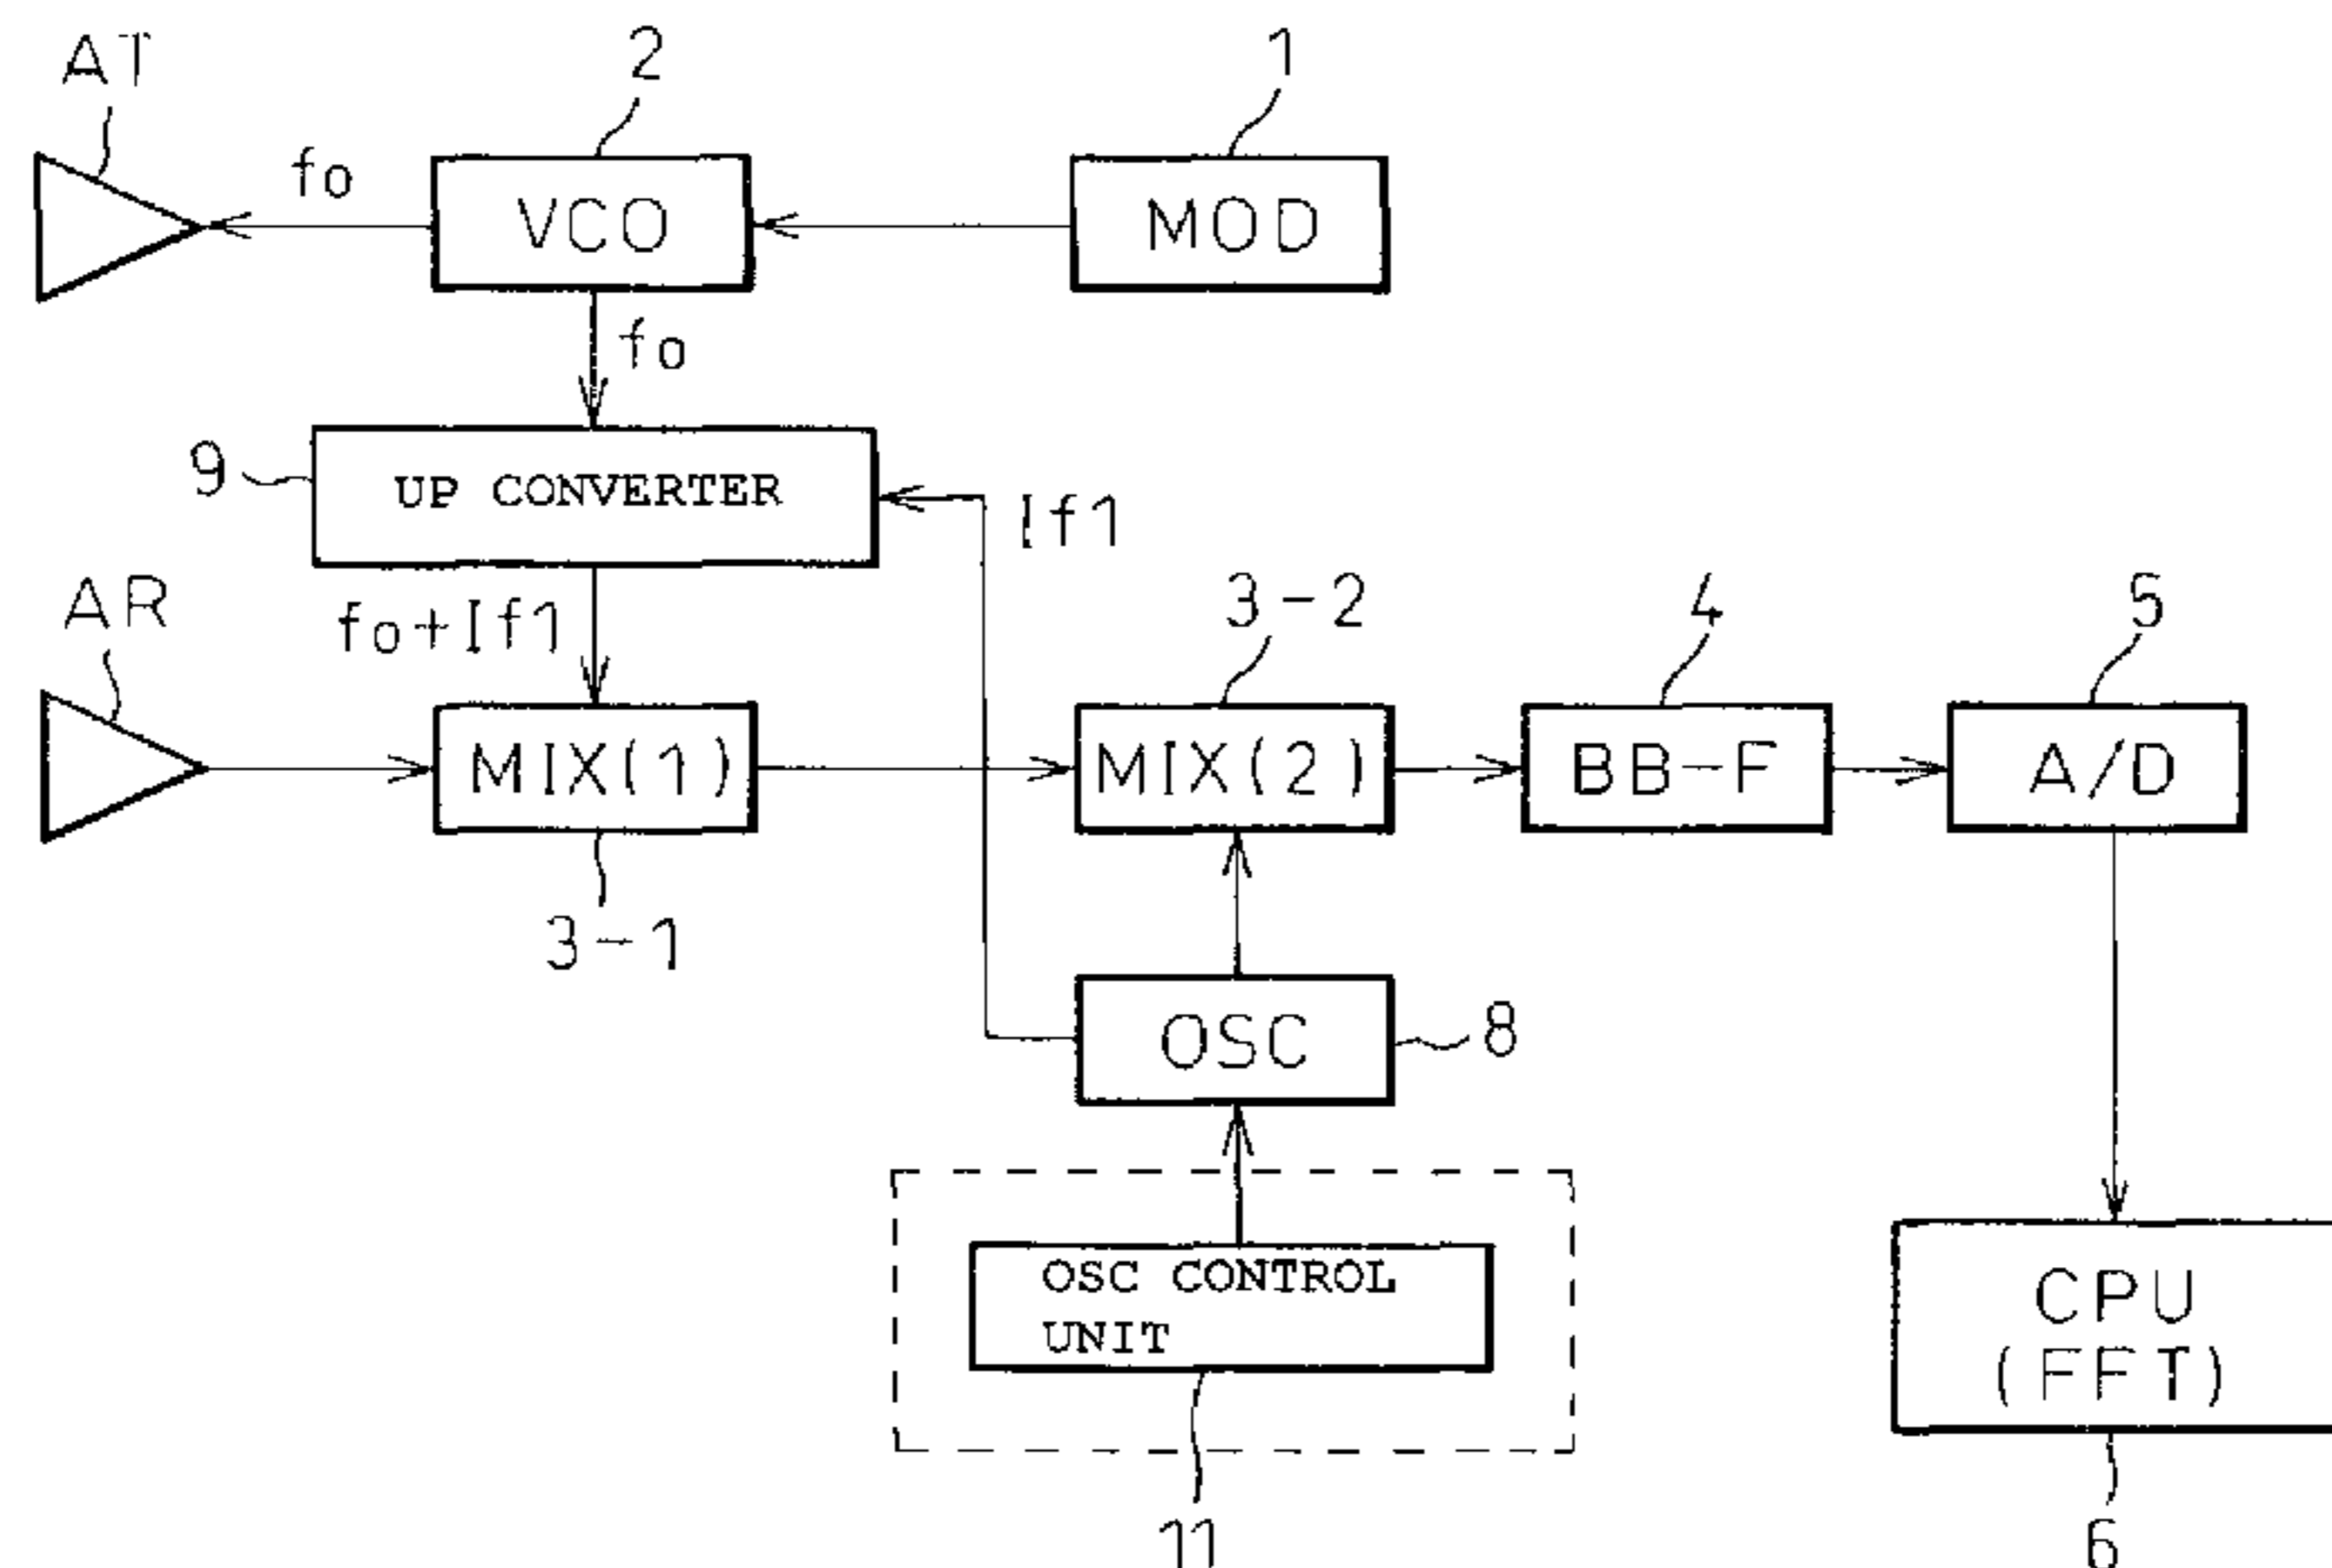 AT
2
1
fo
VCO
MOD
fo
9
UP CONVERTER
If1
AR
fo+If1
3-2
4
5
MIX(1)
MIX(2)
BB-F
A/D
3-1
OSC
8
OSC CONTROL
UNIT
CPU
(FFT)
11
6